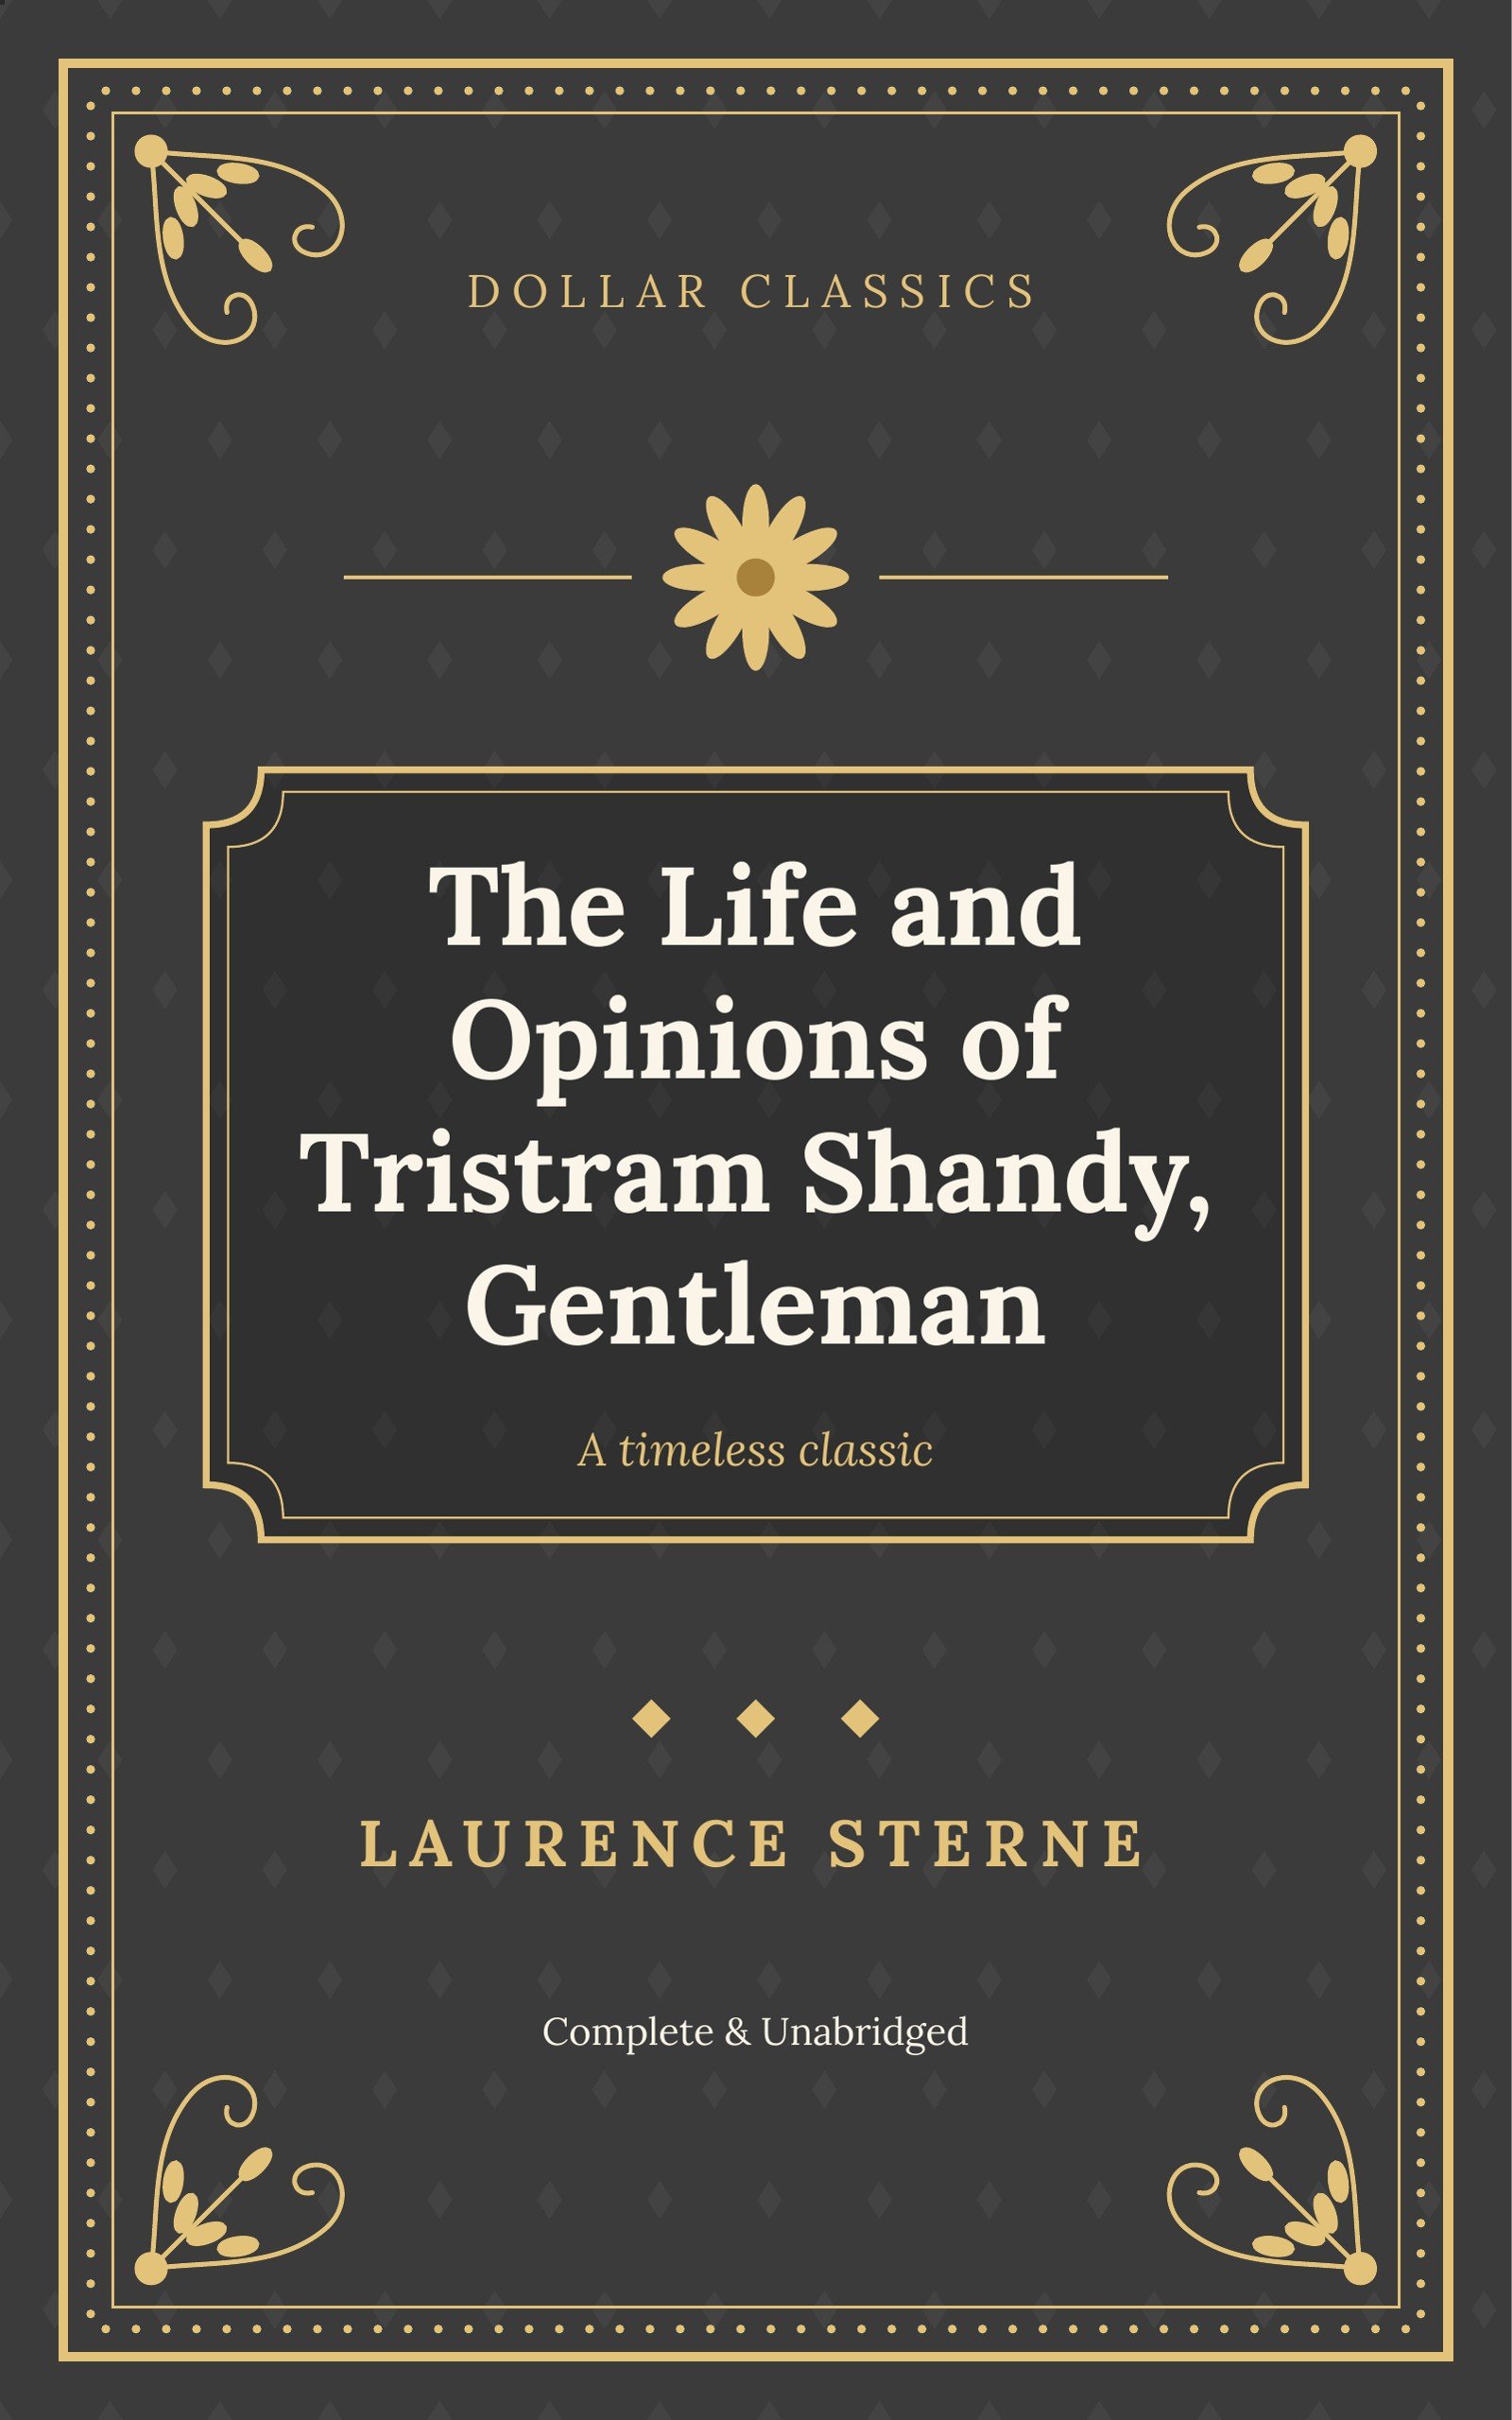 DOLLAR CLASSICS
The Life and
Opinions of
Tristram Shandy,
Gentleman
A timeless classic
LAURENCE STERNE
Complete & Unabridged